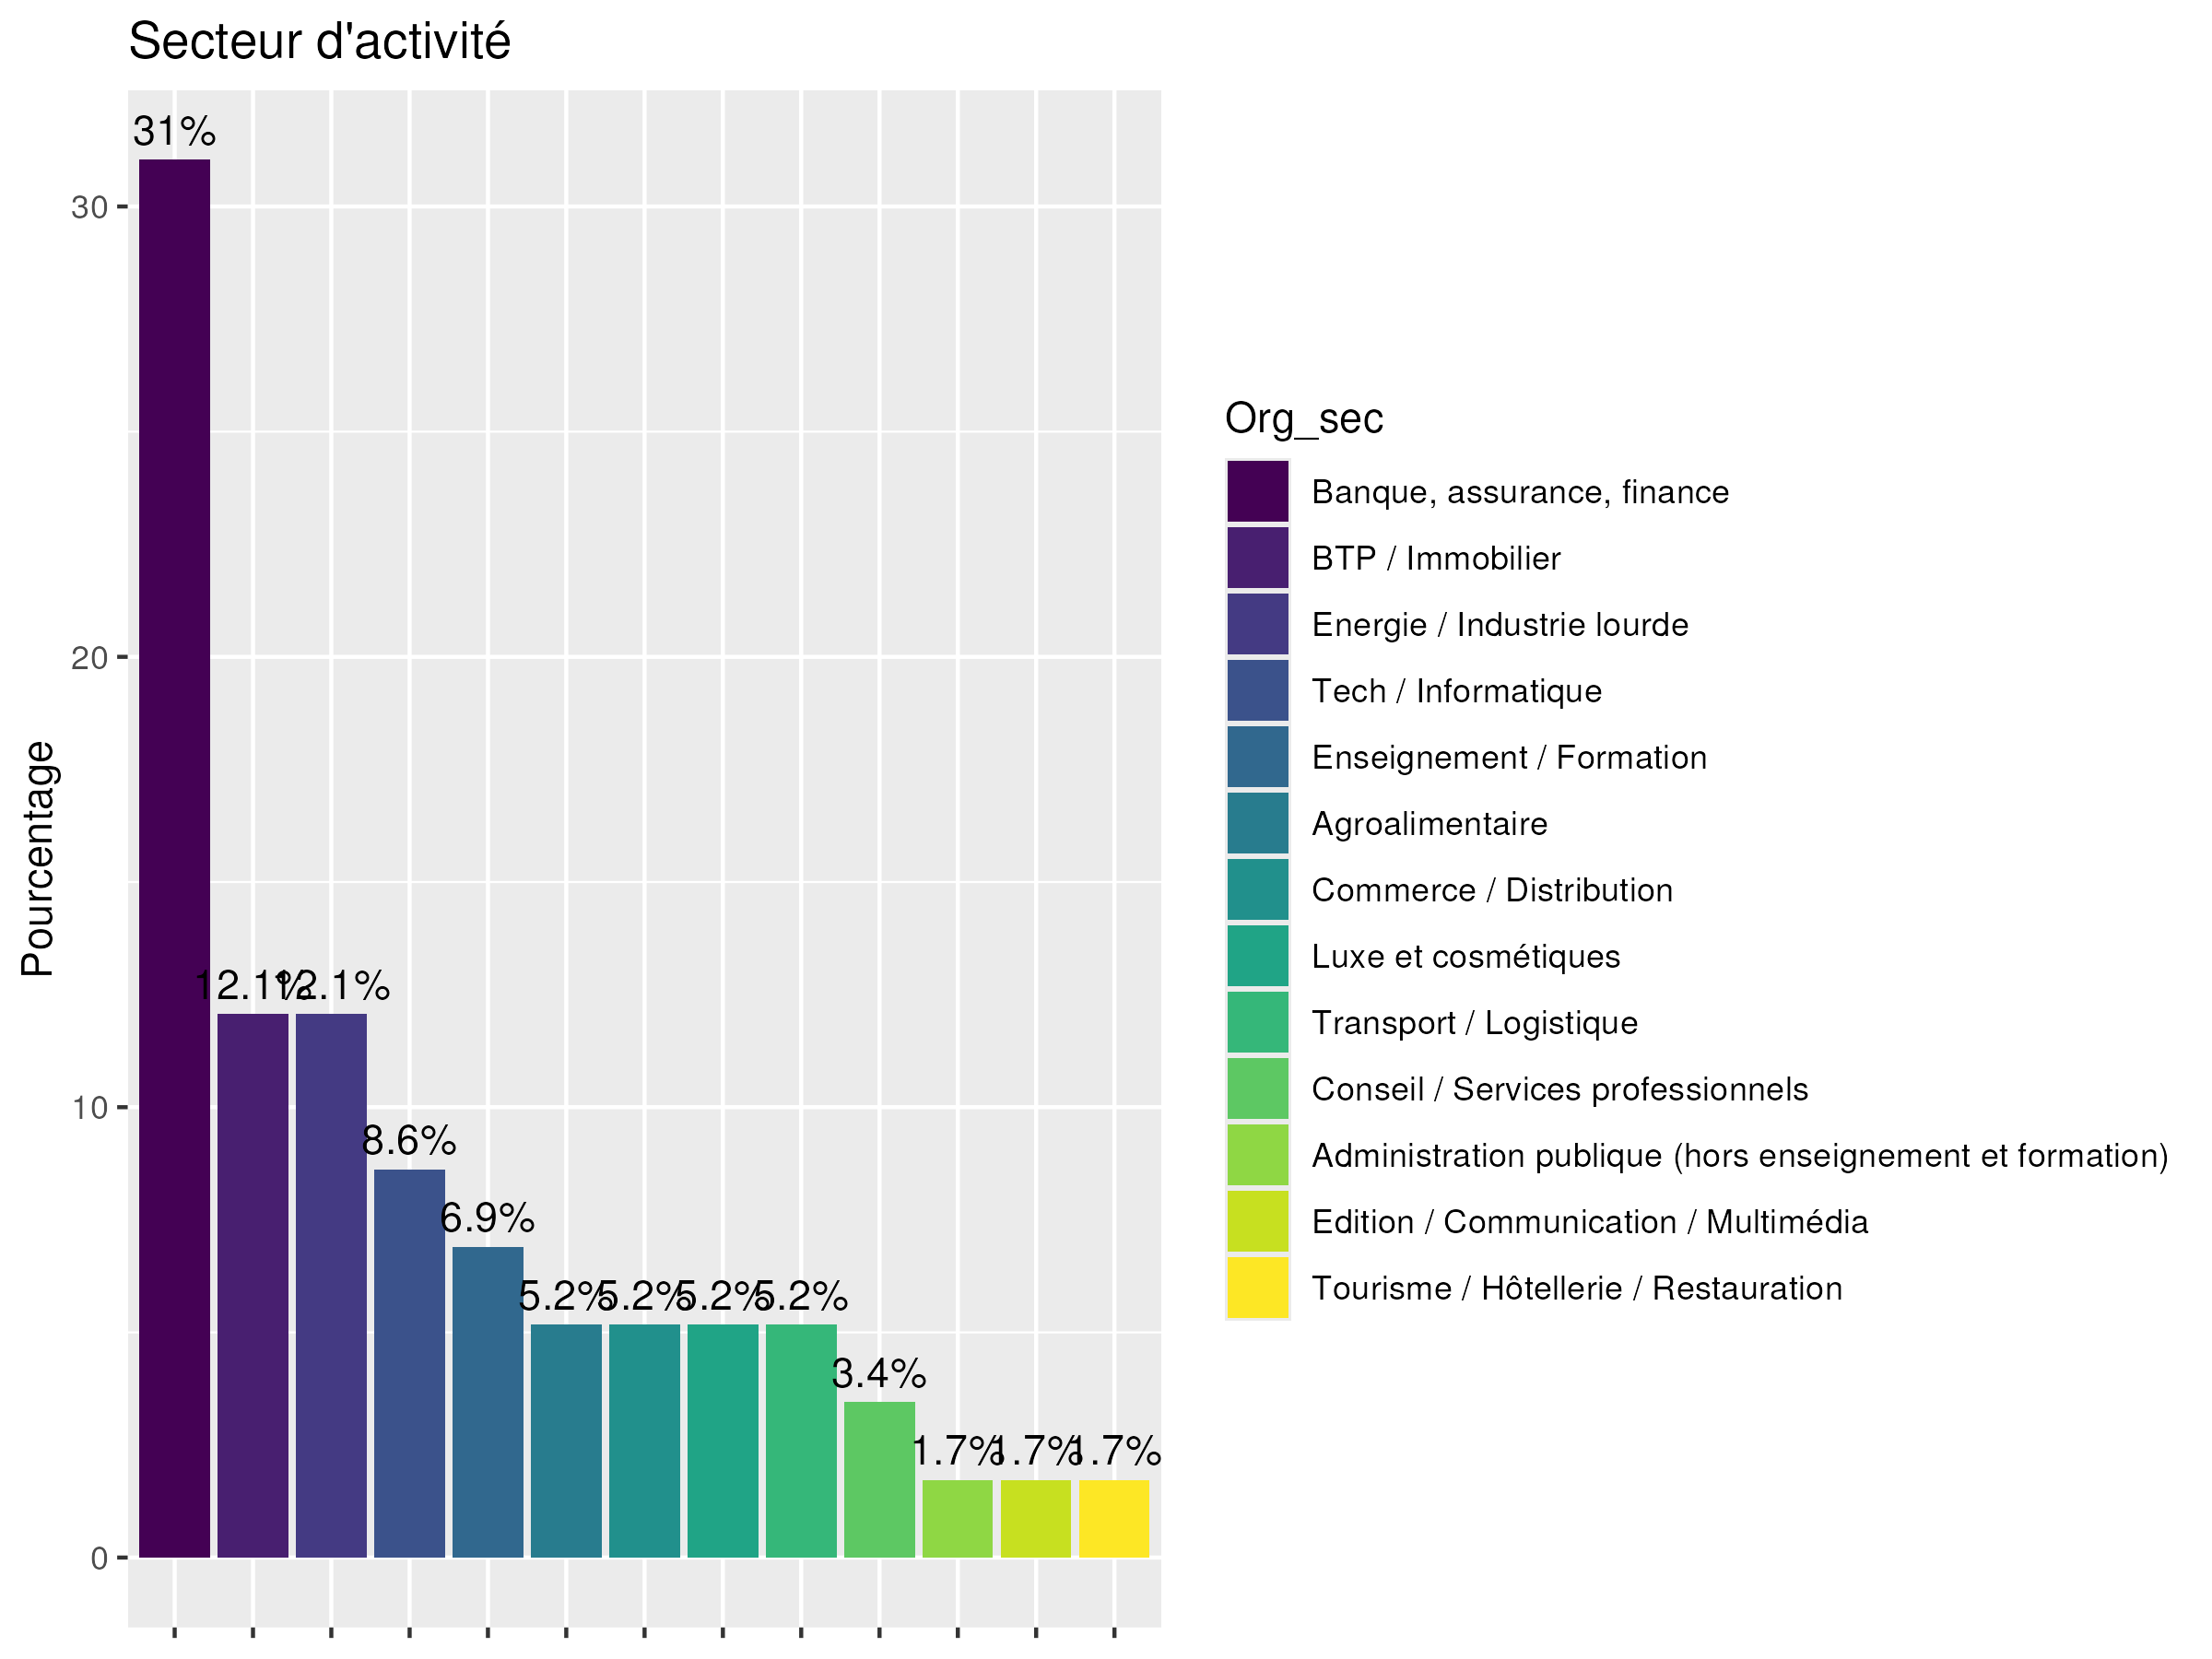 Secteur d'activité
Pourcentage
30
20
10
0
31%
12.1%
12.1%
8.6%
6.9%
5.2%
5.2%
5.2%
5.2%
3.4%
1.7%
1.7%
1.7%
Org_sec
Banque, assurance, finance
BTP / Immobilier
Energie / Industrie lourde
Tech / Informatique
Enseignement / Formation
Agroalimentaire
Commerce / Distribution
Luxe et cosmétiques
Transport / Logistique
Conseil / Services professionnels
Administration publique (hors enseignement et formation)
Edition / Communication / Multimédia
Tourisme / Hôtellerie / Restauration